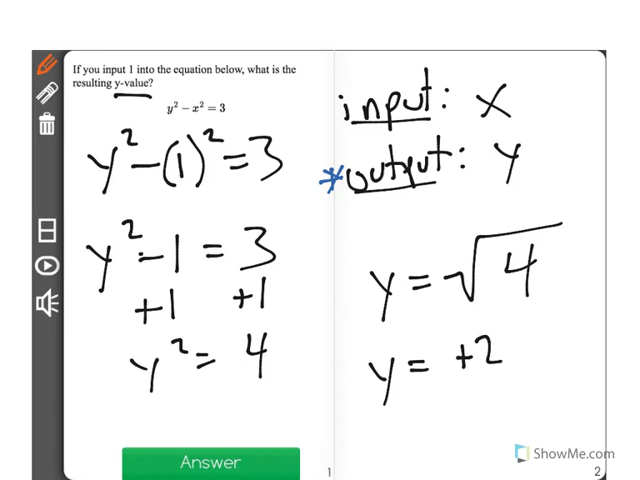 If you input 1 into the equation below, what is the
resulting y-value?
y² − x² = 3
y² − (1)² = 3
y² − 1 = 3
+1 +1
y² = 4
Answer
1
input: x
*output: y
y = √4
y = +2
ShowMe.com
2